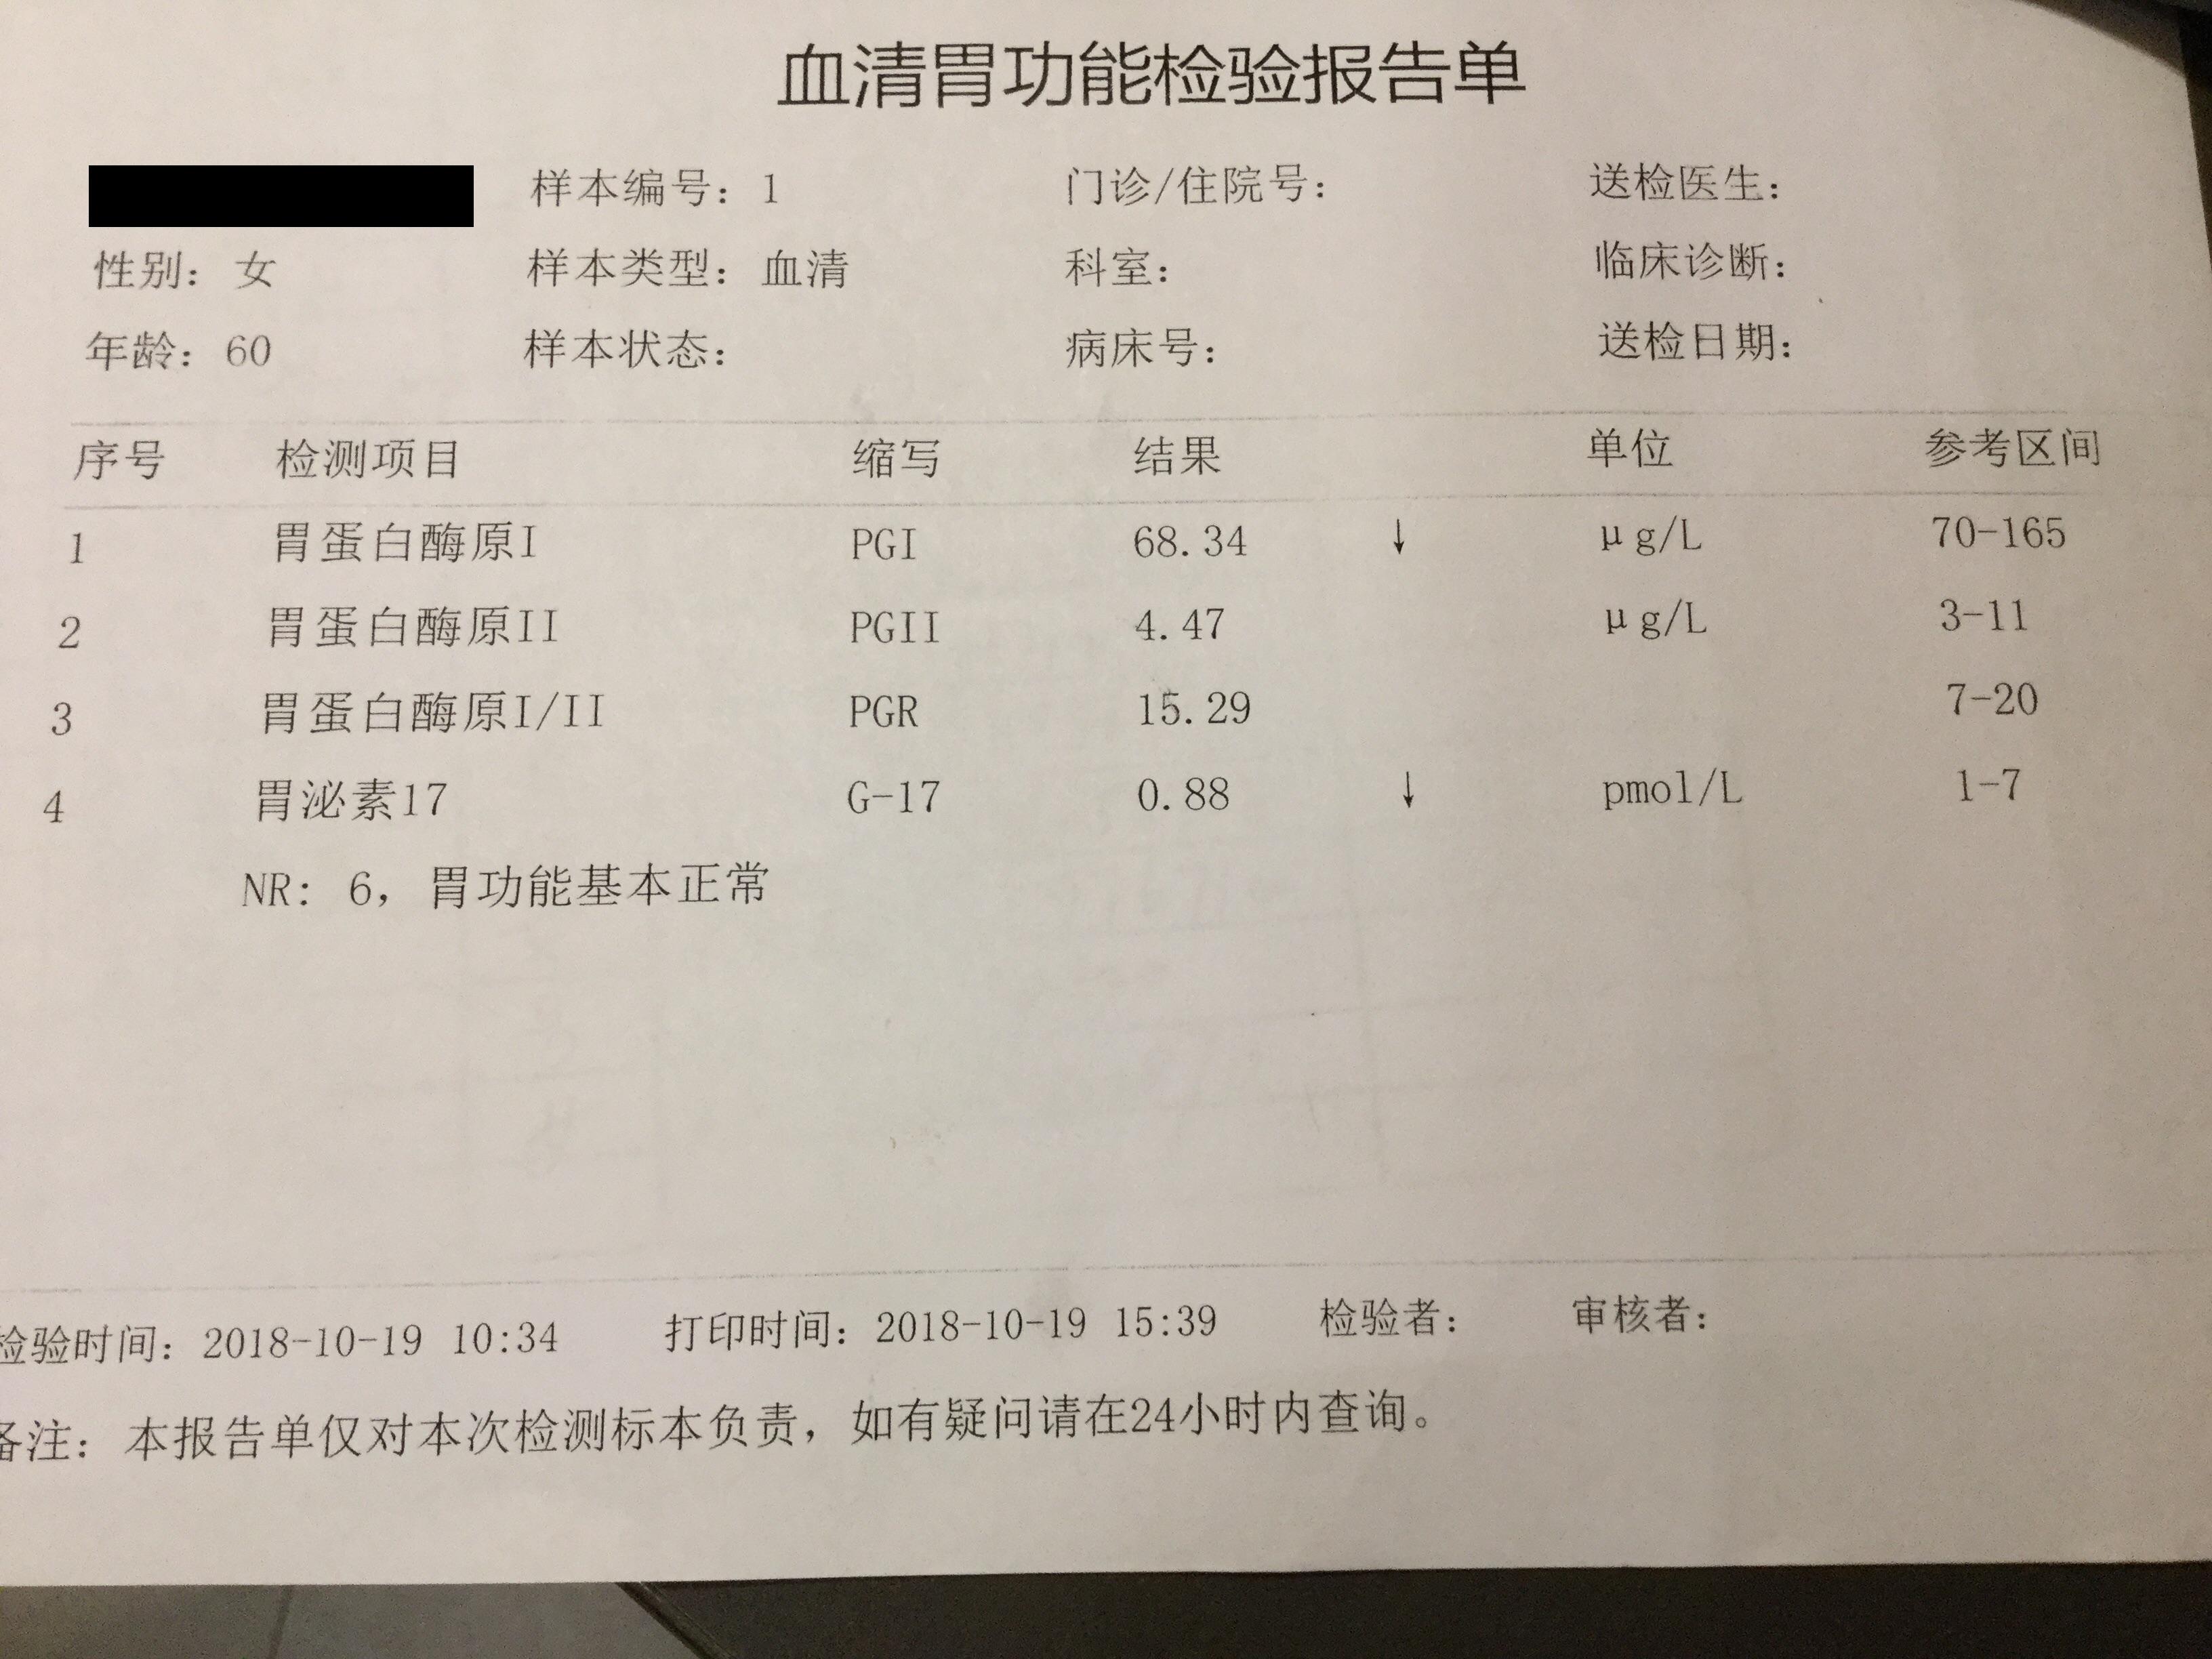 血清胃功能检验报告单
样本编号：1 门诊/住院号： 送检医生：
性别：女 样本类型：血清 科室： 临床诊断：
年龄：60 样本状态： 病床号： 送检日期：
序号 检测项目 缩写 结果 单位 参考区间
1 胃蛋白酶原I PGI 68.34 ↓ μg/L 70-165
2 胃蛋白酶原II PGII 4.47 μg/L 3-11
3 胃蛋白酶原I/II PGR 15.29 7-20
4 胃泌素17 G-17 0.88 ↓ pmol/L 1-7
NR: 6，胃功能基本正常
检验时间：2018-10-19 10:34 打印时间：2018-10-19 15:39 检验者： 审核者：
备注：本报告单仅对本次检测标本负责，如有疑问请在24小时内查询。